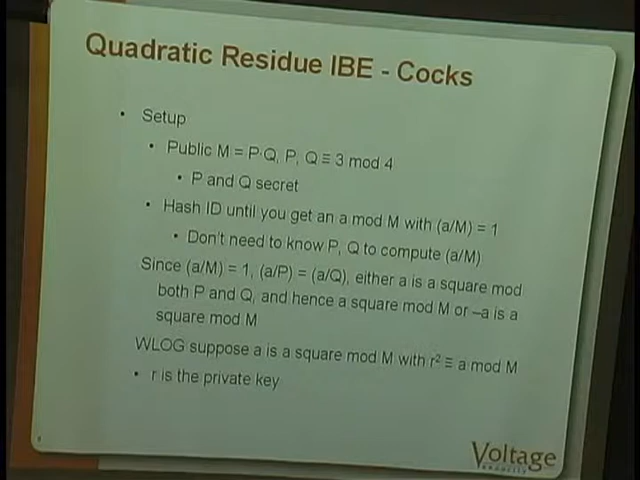 Quadratic Residue IBE - Cocks
• Setup
• Public M = P·Q, P, Q ≡ 3 mod 4
• P and Q secret
• Hash ID until you get an a mod M with (a/M) = 1
• Don't need to know P, Q to compute (a/M)
Since (a/M) = 1, (a/P) = (a/Q), either a is a square mod
both P and Q, and hence a square mod M or –a is a
square mod M
WLOG suppose a is a square mod M with r² ≡ a mod M
• r is the private key
Voltage
SECURITY